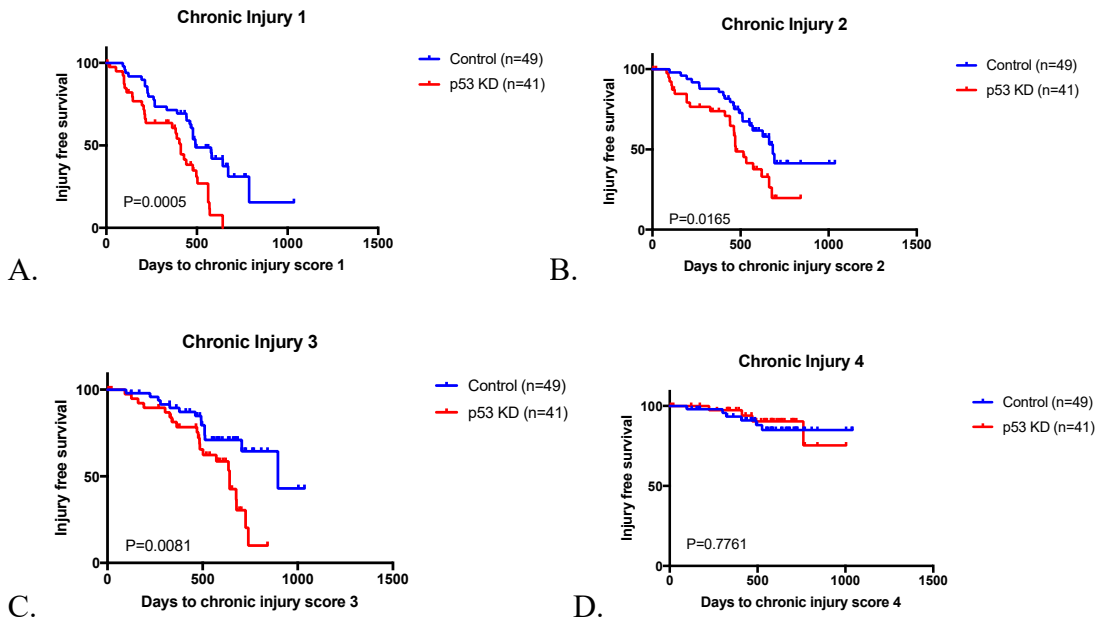 Chronic Injury 1
Injury free survival
100
50
0
P=0.0005
0 500 1000 1500
Days to chronic injury score 1
Control (n=49)
p53 KD (n=41)
A.
Chronic Injury 2
Injury free survival
100
50
0
P=0.0165
0 500 1000 1500
Days to chronic injury score 2
Control (n=49)
p53 KD (n=41)
B.
Chronic Injury 3
Injury free survival
100
50
0
P=0.0081
0 500 1000 1500
Days to chronic injury score 3
Control (n=49)
p53 KD (n=41)
C.
Chronic Injury 4
Injury free survival
100
50
0
P=0.7761
0 500 1000 1500
Days to chronic injury score 4
Control (n=49)
p53 KD (n=41)
D.